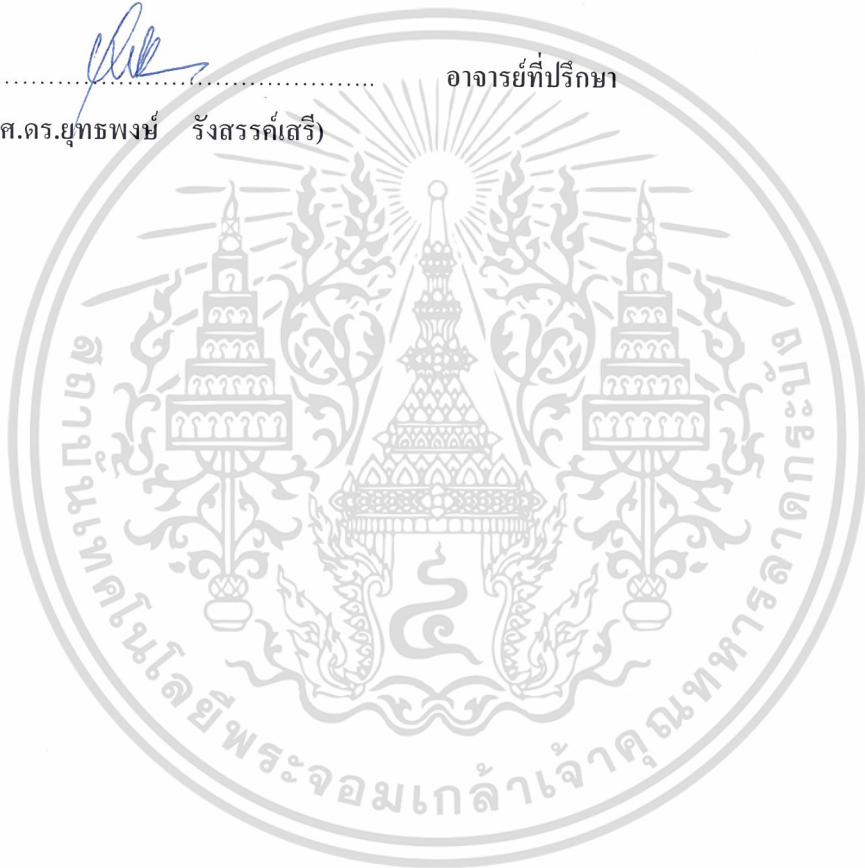 ............................................ อาจารย์ที่ปรึกษา
ศ.ดร.ยุทธพงษ์ รังสรรค์เสรี)
สถาบันเทคโนโลยีพระจอมเกล้าเจ้าคุณทหารลาดกระบัง